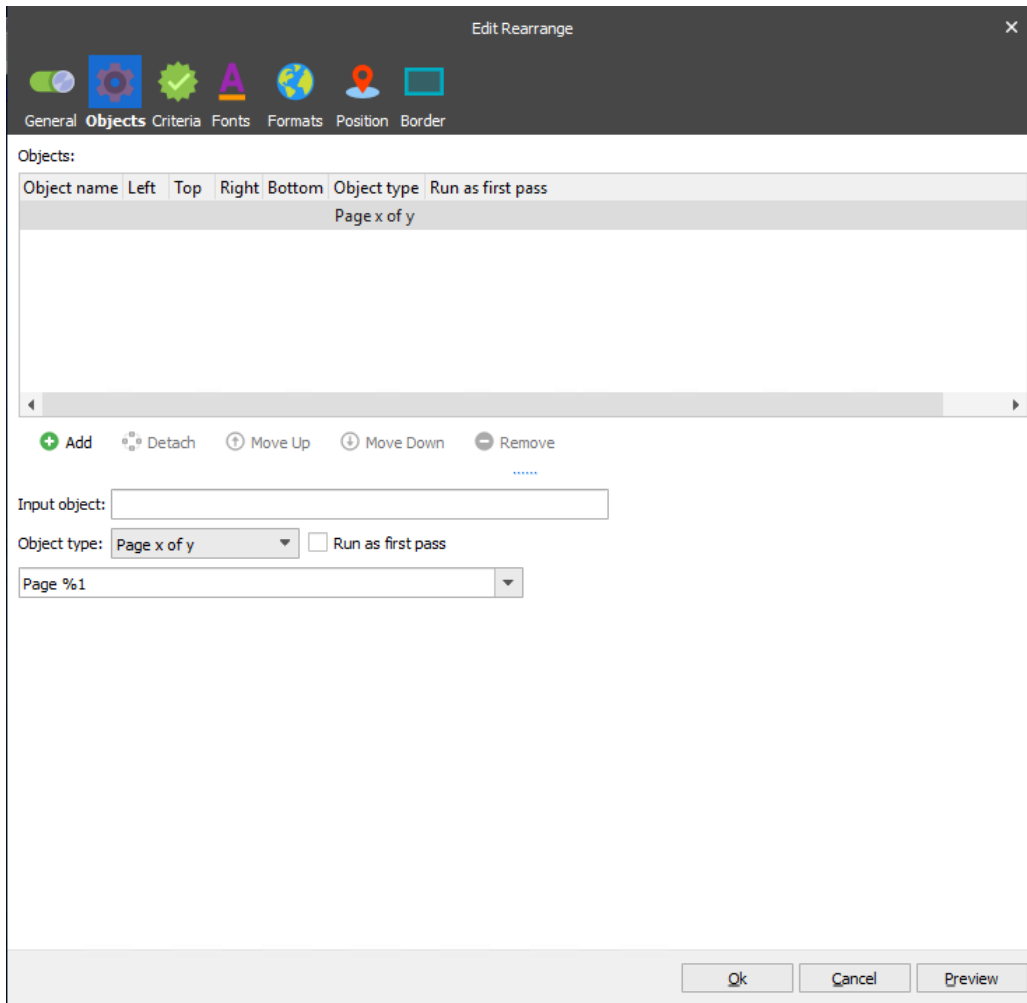 Edit Rearrange
General Objects Criteria Fonts Formats Position Border
Objects:
Object name Left Top Right Bottom Object type Run as first pass
Page x of y
Add Detach Move Up Move Down Remove
Input object:
Object type: Page x of y Run as first pass
Page %1
Ok Cancel Preview